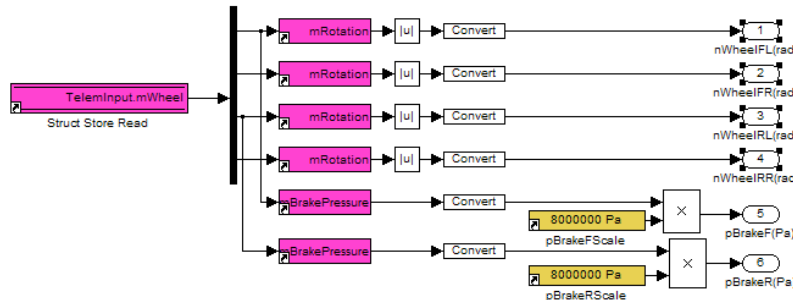 mRotation |u| Convert 1
nWheelFL(rad
mRotation |u| Convert 2
nWheelFR(rad
TelemInput.mWheel
Struct Store Read
mRotation |u| Convert 3
nWheelRL(rad
mRotation |u| Convert 4
nWheelRR(rad
mBrakePressure Convert
8000000 Pa × 5
pBrakeFScale
pBrakeF(Pa)
mBrakePressure Convert
8000000 Pa × 6
pBrakeRScale
pBrakeR(Pa)